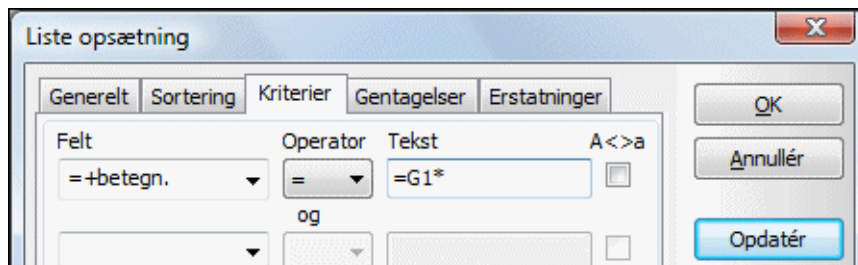 Liste opsætning
Generelt Sortering Kriterier Gentagelser Erstatninger
OK
Felt Operator Tekst A<>a
Annullér
=+betegn. = =G1*
og
Opdatér